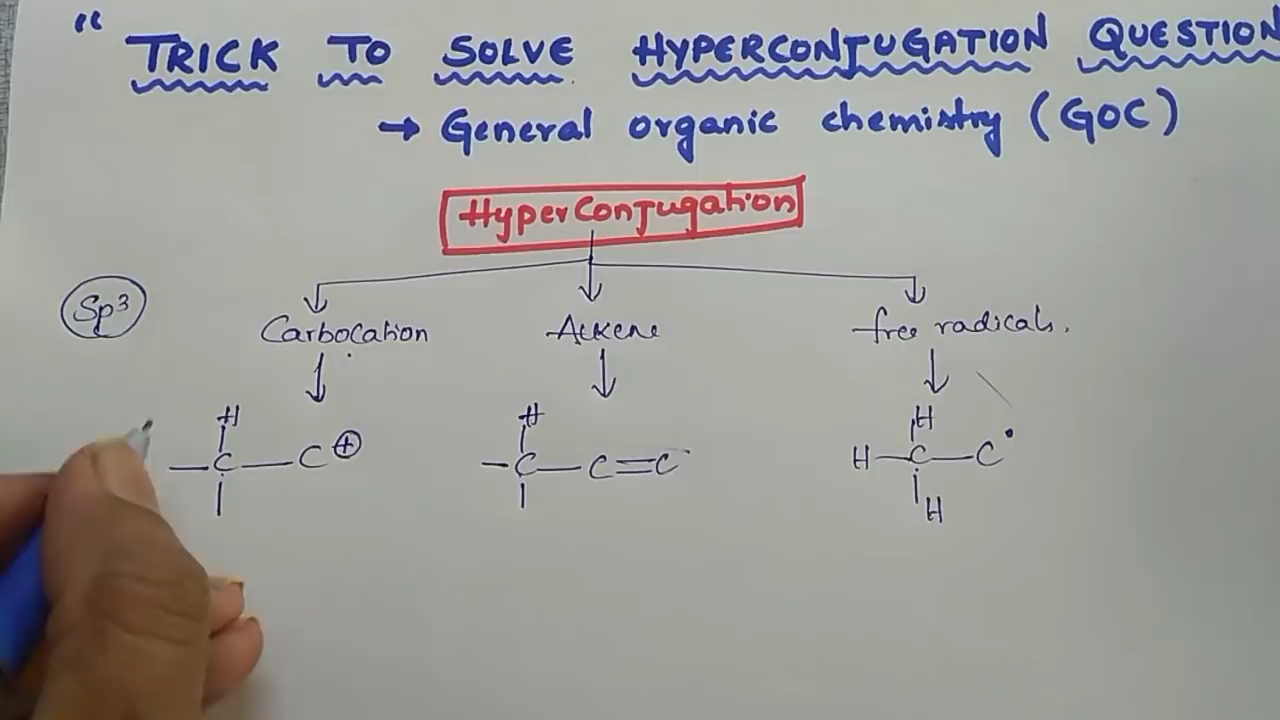 “ TRICK TO SOLVE HYPERCONJUGATION QUESTION
→ General organic chemistry (GOC)
HyperConjugation
Sp³
Carbocation Alkene free radicals.
H H H
C C⊕ C C=C H C C•
H